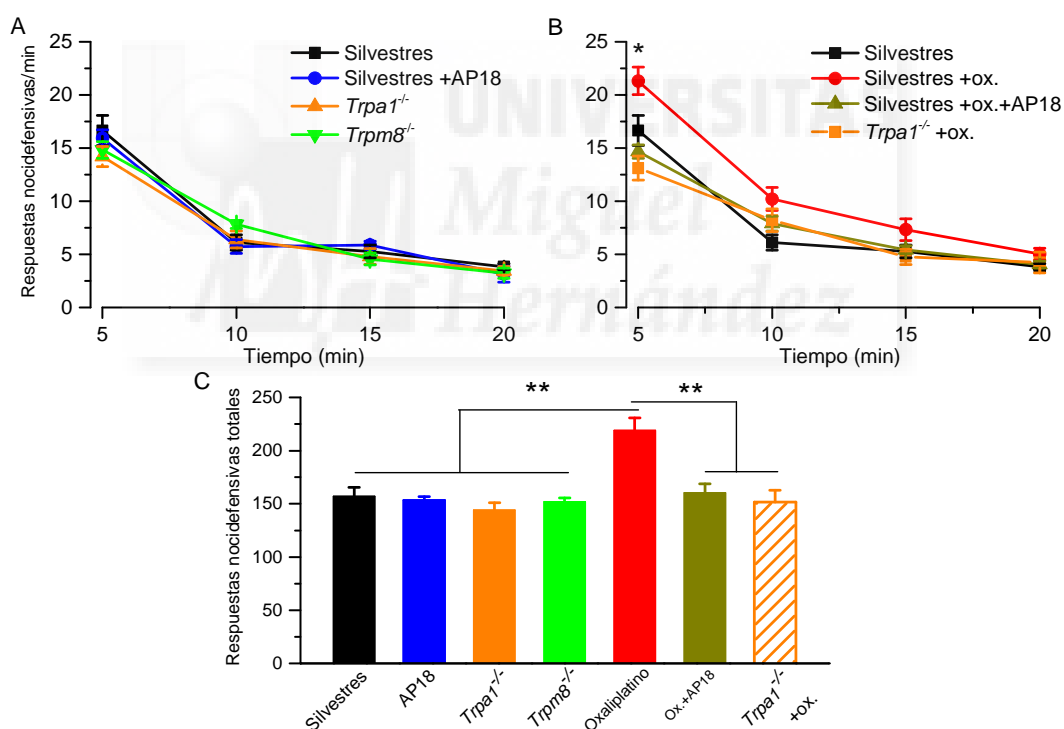 A
Respuestas nocidefensivas/min
25
20
15
10
5
0
Silvestres
Silvestres +AP18
Trpa1-/-
Trpm8-/-
5
10
15
20
Tiempo (min)
B
25
20
15
10
5
0
*
Silvestres
Silvestres +ox.
Silvestres +ox.+AP18
Trpa1-/- +ox.
5
10
15
20
Tiempo (min)
UNIVERSITAS
Miguel
Hernández
C
Respuestas nocidefensivas totales
250
200
150
100
50
0
**
**
Silvestres
AP18
Trpa1-/-
Trpm8-/-
Oxaliplatino
Ox.+AP18
Trpa1-/-
+ox.